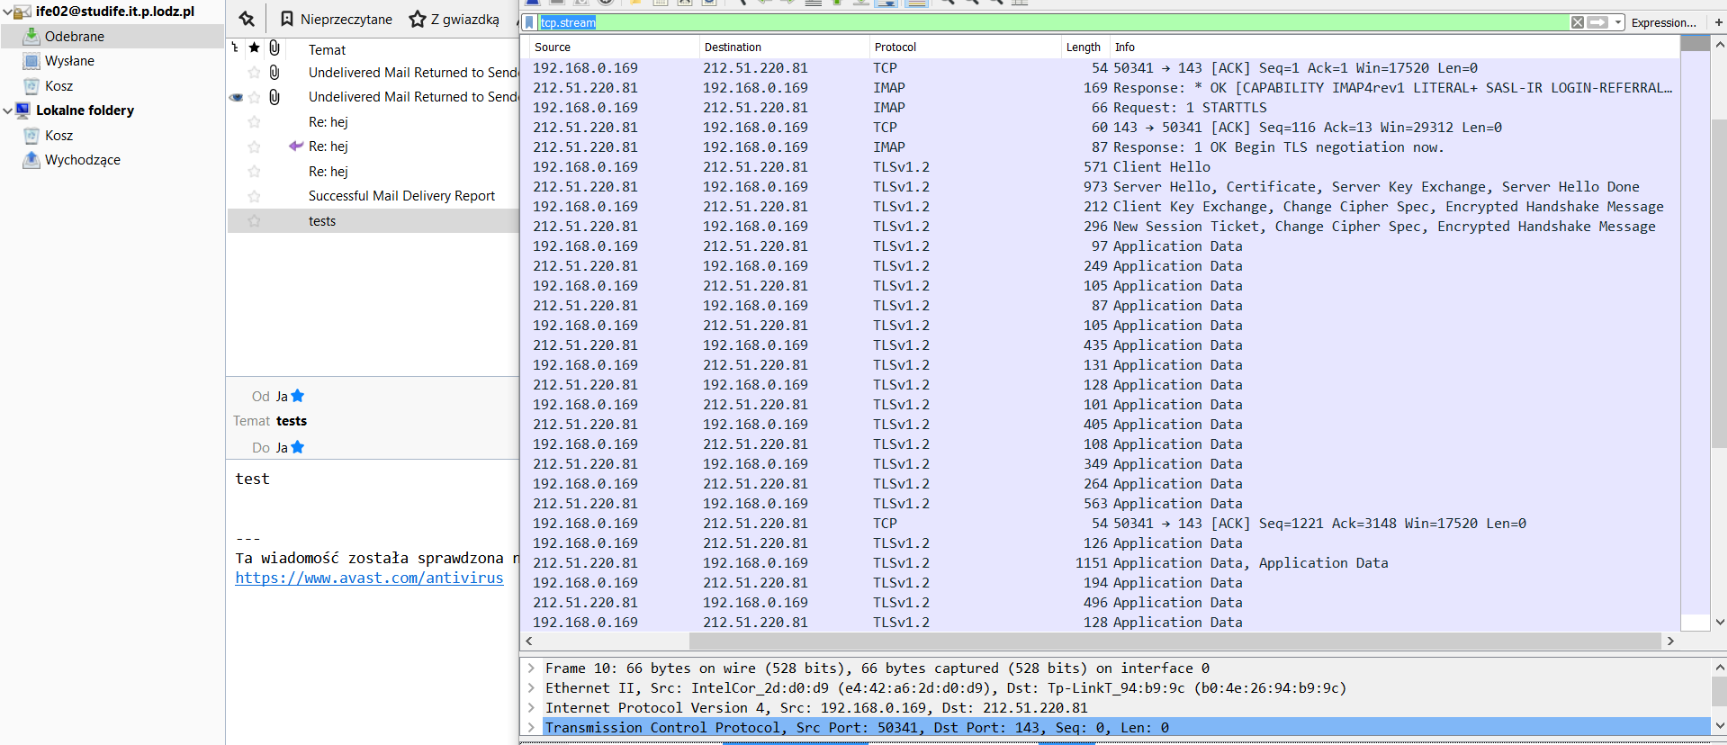 ife02@studife.it.p.lodz.pl
Odebrane
Wysłane
Kosz
Lokalne foldery
Kosz
Wychodzące
Nieprzeczytane Z gwiazdką
Temat
Undelivered Mail Returned to Sende
Undelivered Mail Returned to Sende
Re: hej
Re: hej
Re: hej
Successful Mail Delivery Report
tests
Od Ja
Temat tests
Do Ja
test
---
Ta wiadomość została sprawdzona n
https://www.avast.com/antivirus
tcp.stream Expression... +
Source Destination Protocol Length Info
192.168.0.169 212.51.220.81 TCP 54 50341 → 143 [ACK] Seq=1 Ack=1 Win=17520 Len=0
212.51.220.81 192.168.0.169 IMAP 169 Response: * OK [CAPABILITY IMAP4rev1 LITERAL+ SASL-IR LOGIN-REFERRAL…
192.168.0.169 212.51.220.81 IMAP 66 Request: 1 STARTTLS
212.51.220.81 192.168.0.169 TCP 60 143 → 50341 [ACK] Seq=116 Ack=13 Win=29312 Len=0
212.51.220.81 192.168.0.169 IMAP 87 Response: 1 OK Begin TLS negotiation now.
192.168.0.169 212.51.220.81 TLSv1.2 571 Client Hello
212.51.220.81 192.168.0.169 TLSv1.2 973 Server Hello, Certificate, Server Key Exchange, Server Hello Done
192.168.0.169 212.51.220.81 TLSv1.2 212 Client Key Exchange, Change Cipher Spec, Encrypted Handshake Message
212.51.220.81 192.168.0.169 TLSv1.2 296 New Session Ticket, Change Cipher Spec, Encrypted Handshake Message
192.168.0.169 212.51.220.81 TLSv1.2 97 Application Data
212.51.220.81 192.168.0.169 TLSv1.2 249 Application Data
192.168.0.169 212.51.220.81 TLSv1.2 105 Application Data
212.51.220.81 192.168.0.169 TLSv1.2 87 Application Data
192.168.0.169 212.51.220.81 TLSv1.2 105 Application Data
212.51.220.81 192.168.0.169 TLSv1.2 435 Application Data
192.168.0.169 212.51.220.81 TLSv1.2 131 Application Data
212.51.220.81 192.168.0.169 TLSv1.2 128 Application Data
192.168.0.169 212.51.220.81 TLSv1.2 101 Application Data
212.51.220.81 192.168.0.169 TLSv1.2 405 Application Data
192.168.0.169 212.51.220.81 TLSv1.2 108 Application Data
212.51.220.81 192.168.0.169 TLSv1.2 349 Application Data
192.168.0.169 212.51.220.81 TLSv1.2 264 Application Data
212.51.220.81 192.168.0.169 TLSv1.2 563 Application Data
192.168.0.169 212.51.220.81 TCP 54 50341 → 143 [ACK] Seq=1221 Ack=3148 Win=17520 Len=0
192.168.0.169 212.51.220.81 TLSv1.2 126 Application Data
212.51.220.81 192.168.0.169 TLSv1.2 1151 Application Data, Application Data
192.168.0.169 212.51.220.81 TLSv1.2 194 Application Data
212.51.220.81 192.168.0.169 TLSv1.2 496 Application Data
212.51.220.81 192.168.0.169 TLSv1.2 128 Application Data
Frame 10: 66 bytes on wire (528 bits), 66 bytes captured (528 bits) on interface 0
Ethernet II, Src: IntelCor_2d:d0:d9 (e4:42:a6:2d:d0:d9), Dst: Tp-LinkT_94:b9:9c (b0:4e:26:94:b9:9c)
Internet Protocol Version 4, Src: 192.168.0.169, Dst: 212.51.220.81
Transmission Control Protocol, Src Port: 50341, Dst Port: 143, Seq: 0, Len: 0